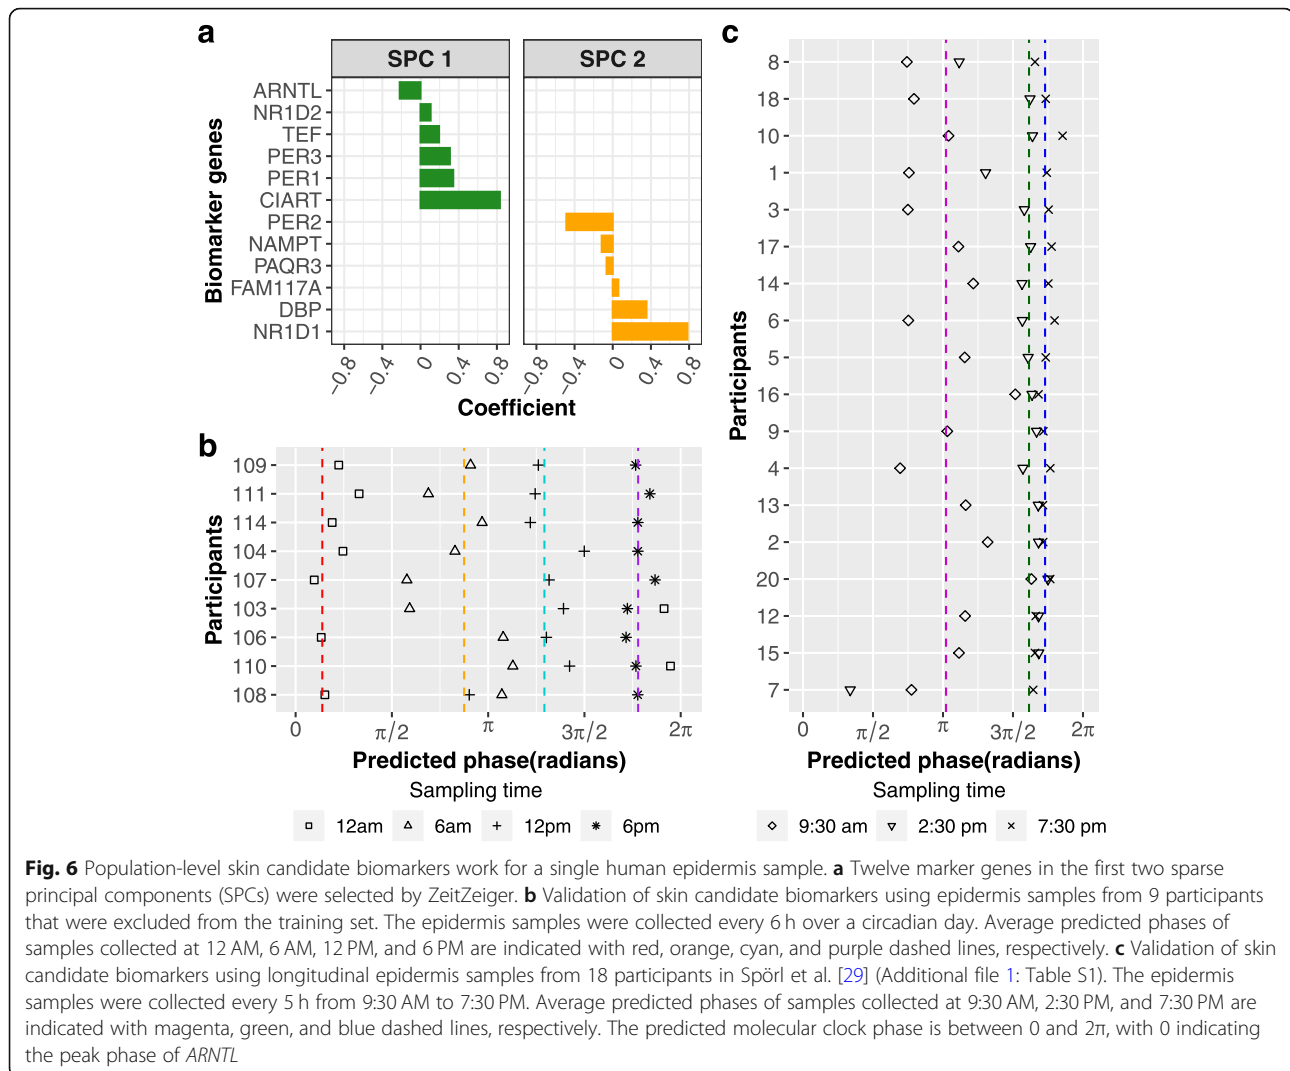 a
SPC 1
SPC 2
Biomarker genes
ARNTL
NR1D2
TEF
PER3
PER1
CIART
PER2
NAMPT
PAQR3
FAM117A
DBP
NR1D1
−0.8 −0.4 0 0.4 0.8
−0.8 −0.4 0 0.4 0.8
Coefficient
b
Participants
109
111
114
104
107
103
106
110
108
0 π/2 π 3π/2 2π
Predicted phase(radians)
Sampling time
12am 6am 12pm 6pm
c
Participants
8
18
10
1
3
17
14
6
5
16
9
4
13
2
20
12
15
7
0 π/2 π 3π/2 2π
Predicted phase(radians)
Sampling time
9:30 am 2:30 pm 7:30 pm
Fig. 6 Population-level skin candidate biomarkers work for a single human epidermis sample. a Twelve marker genes in the first two sparse
principal components (SPCs) were selected by ZeitZeiger. b Validation of skin candidate biomarkers using epidermis samples from 9 participants
that were excluded from the training set. The epidermis samples were collected every 6 h over a circadian day. Average predicted phases of
samples collected at 12 AM, 6 AM, 12 PM, and 6 PM are indicated with red, orange, cyan, and purple dashed lines, respectively. c Validation of skin
candidate biomarkers using longitudinal epidermis samples from 18 participants in Spörl et al. [29] (Additional file 1: Table S1). The epidermis
samples were collected every 5 h from 9:30 AM to 7:30 PM. Average predicted phases of samples collected at 9:30 AM, 2:30 PM, and 7:30 PM are
indicated with magenta, green, and blue dashed lines, respectively. The predicted molecular clock phase is between 0 and 2π, with 0 indicating
the peak phase of ARNTL